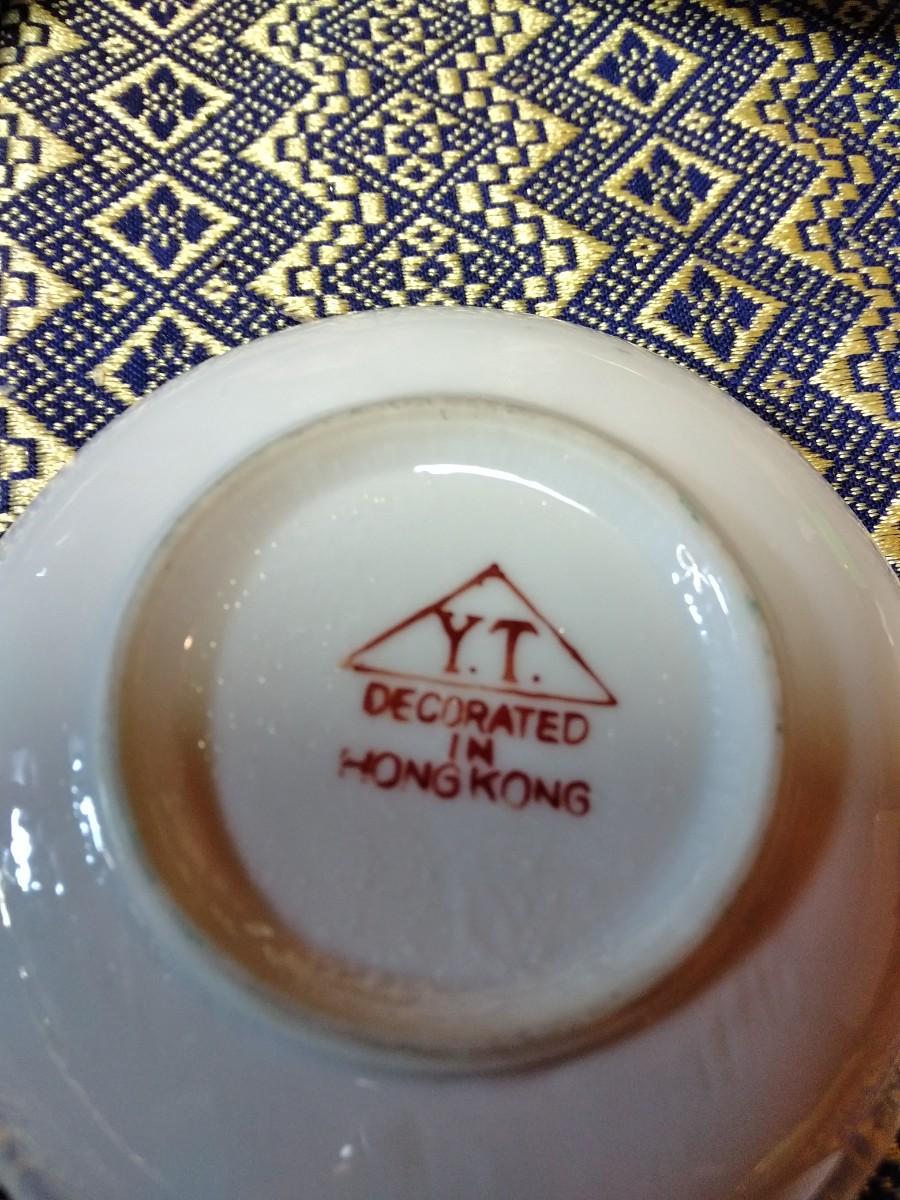 Y.T.
DECORATED
IN
HONG KONG